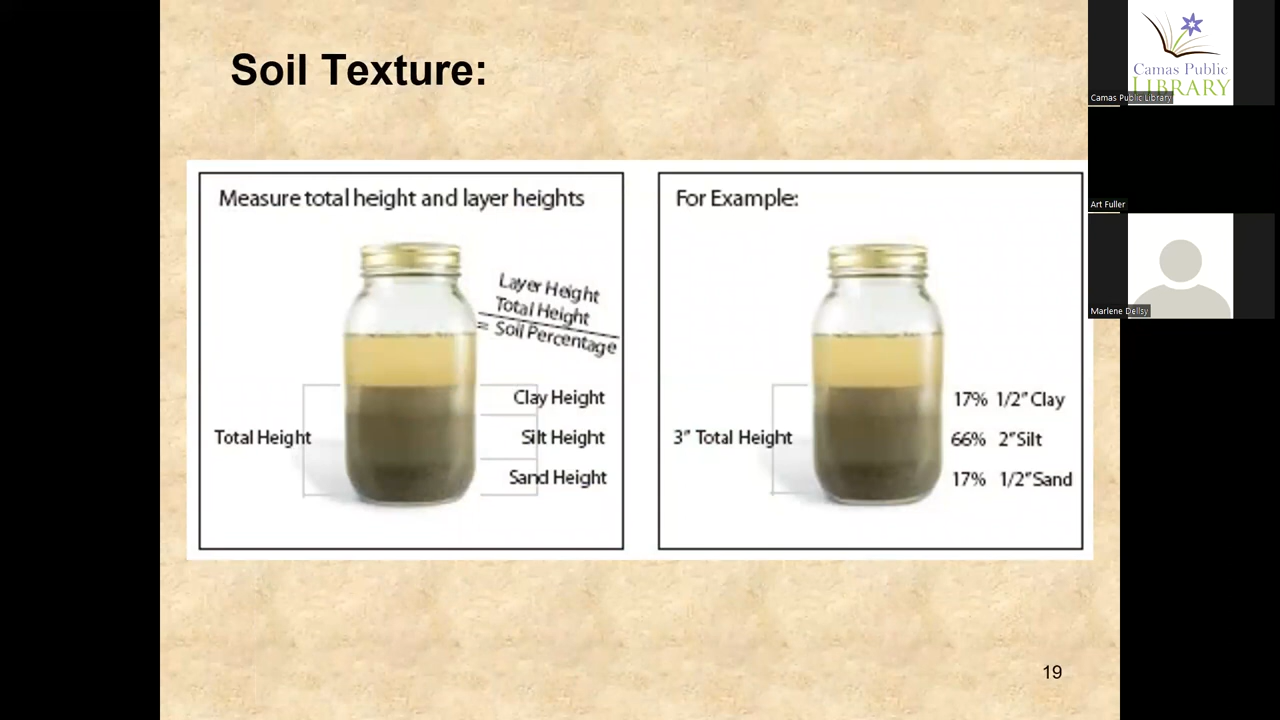 Soil Texture:
Measure total height and layer heights
Layer Height
Total Height
= Soil Percentage
Clay Height
Total Height
Silt Height
Sand Height
For Example:
17% 1/2" Clay
3" Total Height
66% 2" Silt
17% 1/2" Sand
19
Camas Public
LIBRARY
Camas Public Library
Art Fuller
Marlene Dellsy